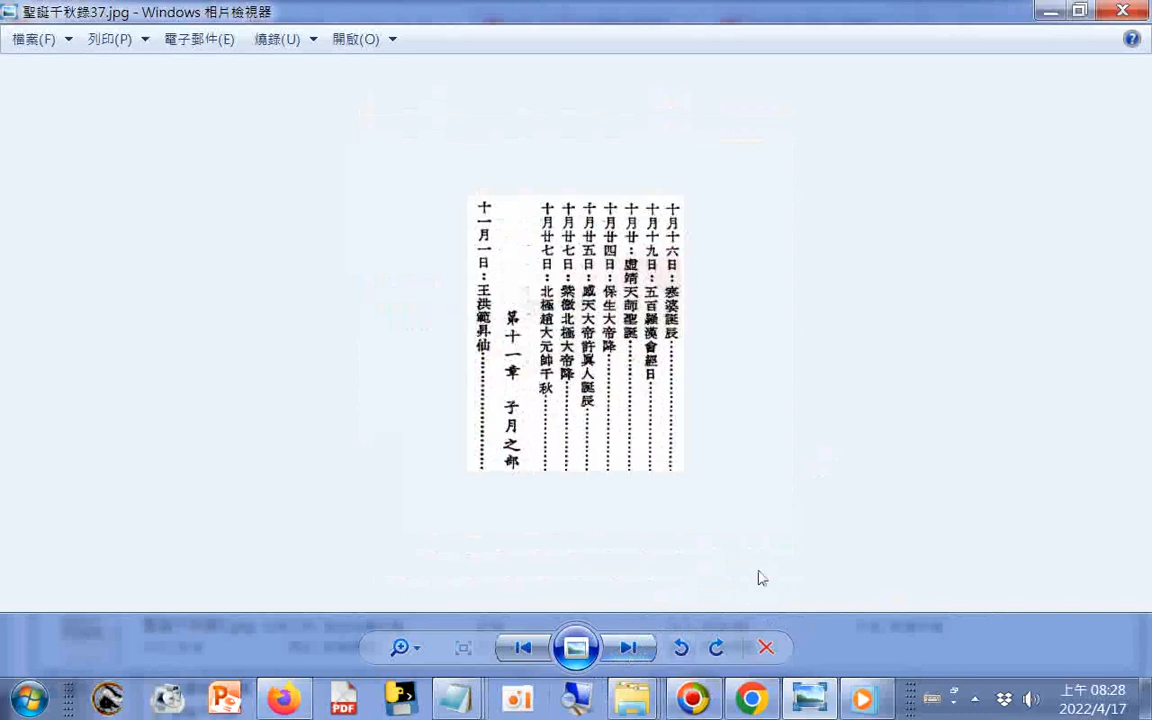 聖誕千秋錄37.jpg - Windows 相片檢視器
檔案(F) 列印(P) 電子郵件(E) 燒錄(U) 開啟(O)
十月十六日：寒婆誕辰
十月十九日：五百羅漢會經日
十月廿：虛靖天師聖誕
十月廿四日：保生大帝降
十月廿五日：感天大帝許眞人誕辰
十月廿七日：紫微北極大帝降
十月廿七日：北極趙大元帥千秋
第十一章 子月之部
十一月一日：王洪範昇仙
上午 08:28
2022/4/17